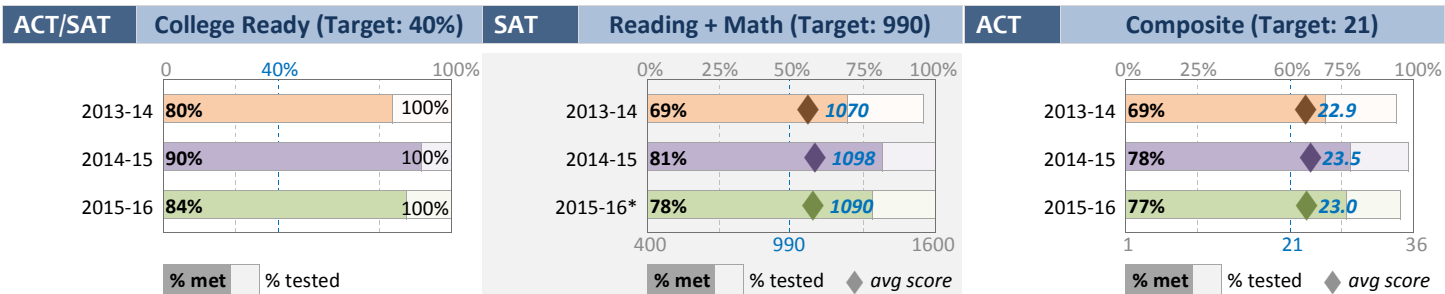 ACT/SAT College Ready (Target: 40%)
0 40% 100%
2013-14 80% 100%
2014-15 90% 100%
2015-16 84% 100%
% met % tested
SAT Reading + Math (Target: 990)
0% 25% 50% 75% 100%
2013-14 69% 1070
2014-15 81% 1098
2015-16* 78% 1090
400 990 1600
% met % tested avg score
ACT Composite (Target: 21)
0% 25% 60% 75% 100%
2013-14 69% 22.9
2014-15 78% 23.5
2015-16 77% 23.0
1 21 36
% met % tested avg score